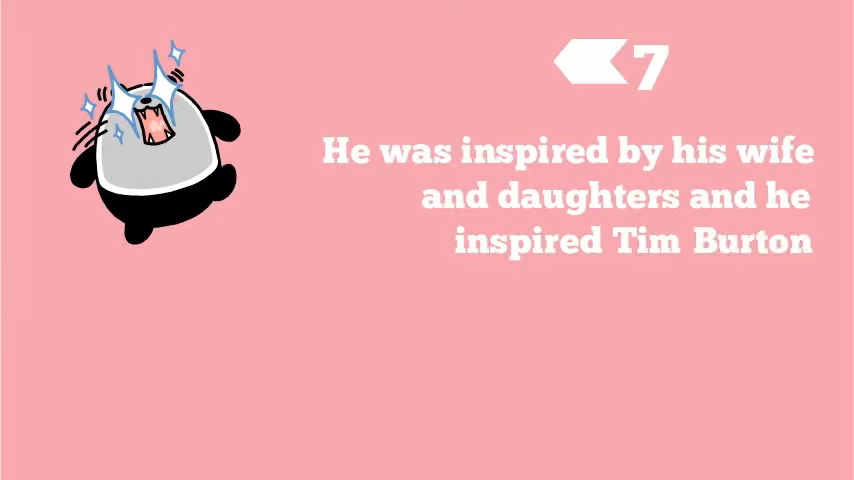 7
He was inspired by his wife
and daughters and he
inspired Tim Burton